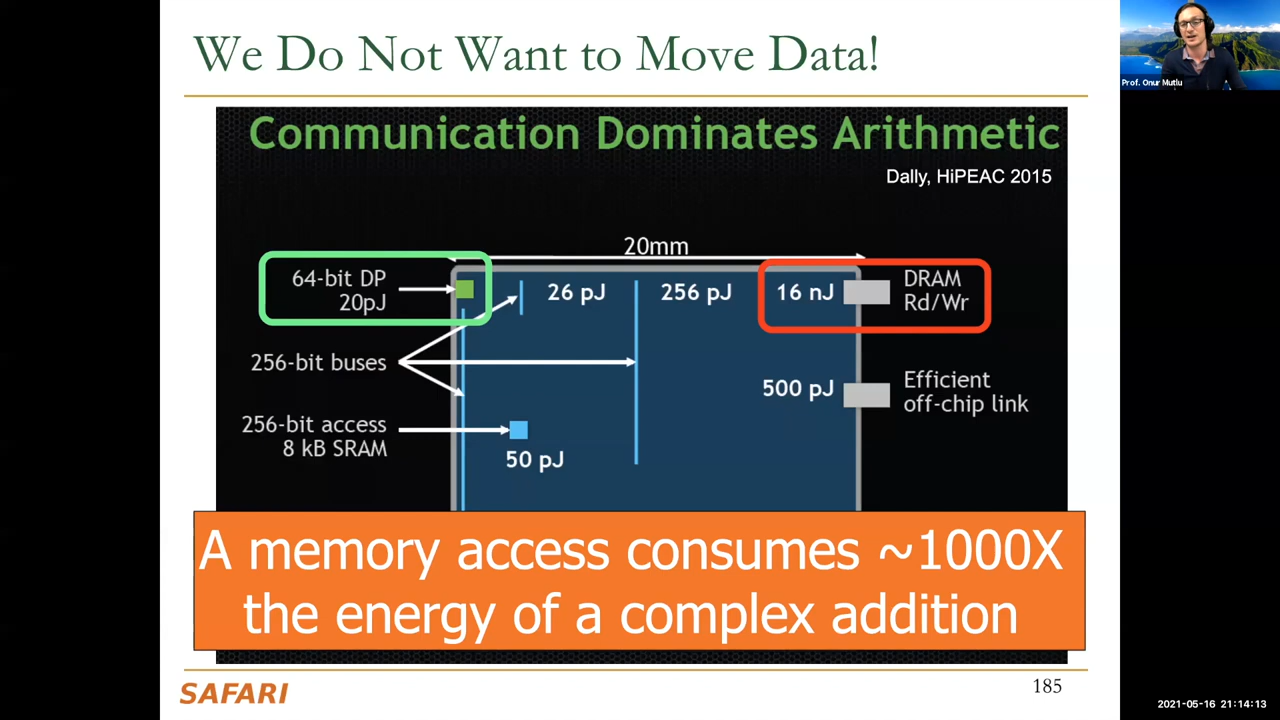 We Do Not Want to Move Data!
Prof. Onur Mutlu
Communication Dominates Arithmetic
Dally, HiPEAC 2015
20mm
64-bit DP
20pJ
26 pJ
256 pJ
16 nJ
DRAM
Rd/Wr
256-bit buses
500 pJ
Efficient
off-chip link
256-bit access
8 kB SRAM
50 pJ
A memory access consumes ~1000X
the energy of a complex addition
SAFARI
185
2021-05-16 21:14:13